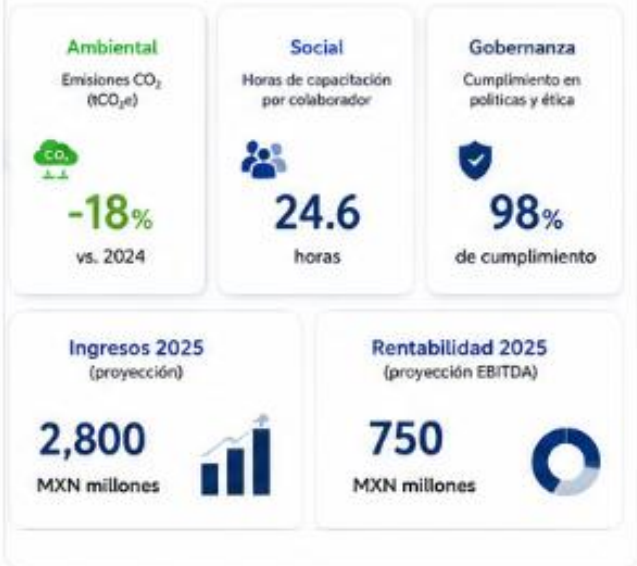 Ambiental
Emisiones CO₂
(tCO₂e)
CO₂
-18%
vs. 2024
Social
Horas de capacitación
por colaborador
24.6
horas
Gobernanza
Cumplimiento en
políticas y ética
98%
de cumplimiento
Ingresos 2025
(proyección)
2,800
MXN millones
Rentabilidad 2025
(proyección EBITDA)
750
MXN millones